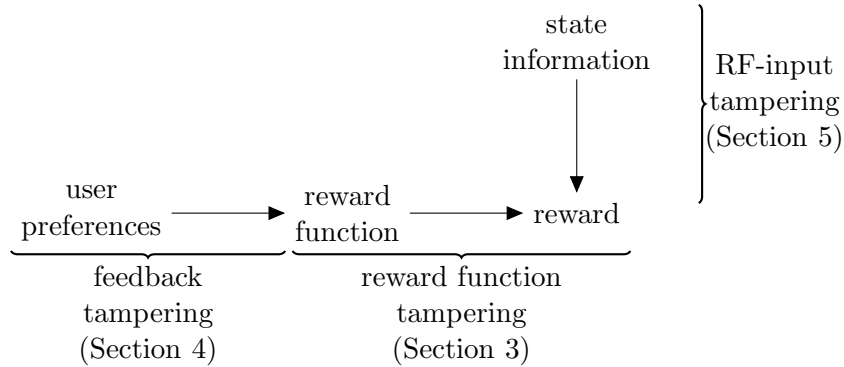 state
information
RF-input
tampering
(Section 5)
user
preferences
reward
function
reward
feedback
tampering
(Section 4)
reward function
tampering
(Section 3)